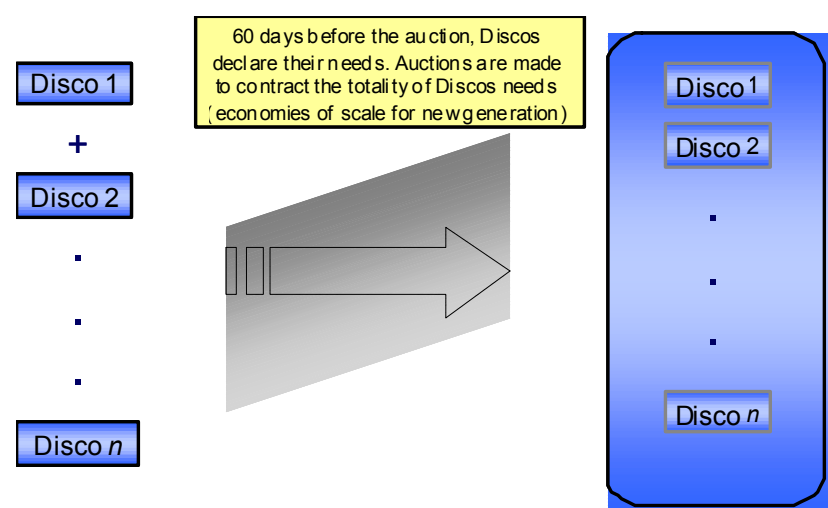 60 days before the auction, Discos
declare their needs. Auctions are made
to contract the totality of Discos needs
(economies of scale for new generation)
Disco 1
+
Disco 2
.
.
.
Disco n
Disco 1
Disco 2
.
.
.
Disco n